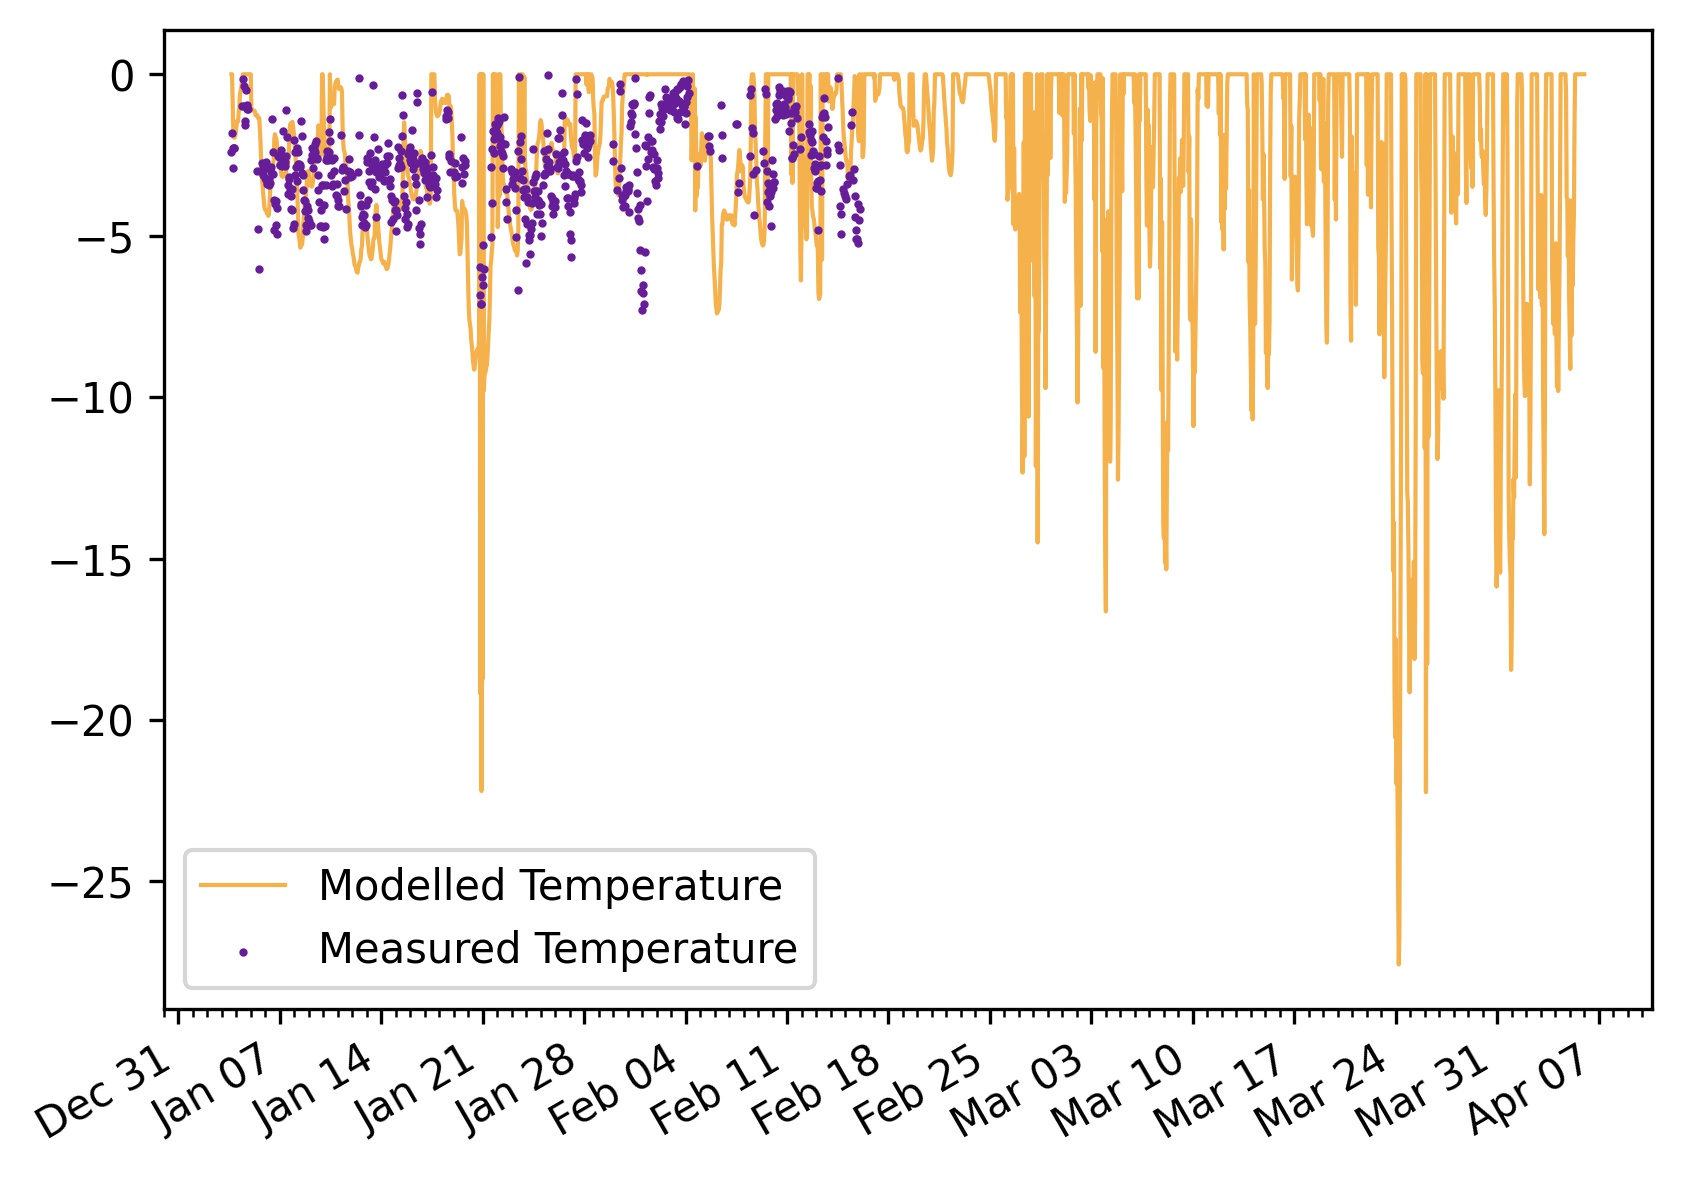 0
−5
−10
−15
−20
−25
Modelled Temperature
Measured Temperature
Dec 31
Jan 07
Jan 14
Jan 21
Jan 28
Feb 04
Feb 11
Feb 18
Feb 25
Mar 03
Mar 10
Mar 17
Mar 24
Mar 31
Apr 07